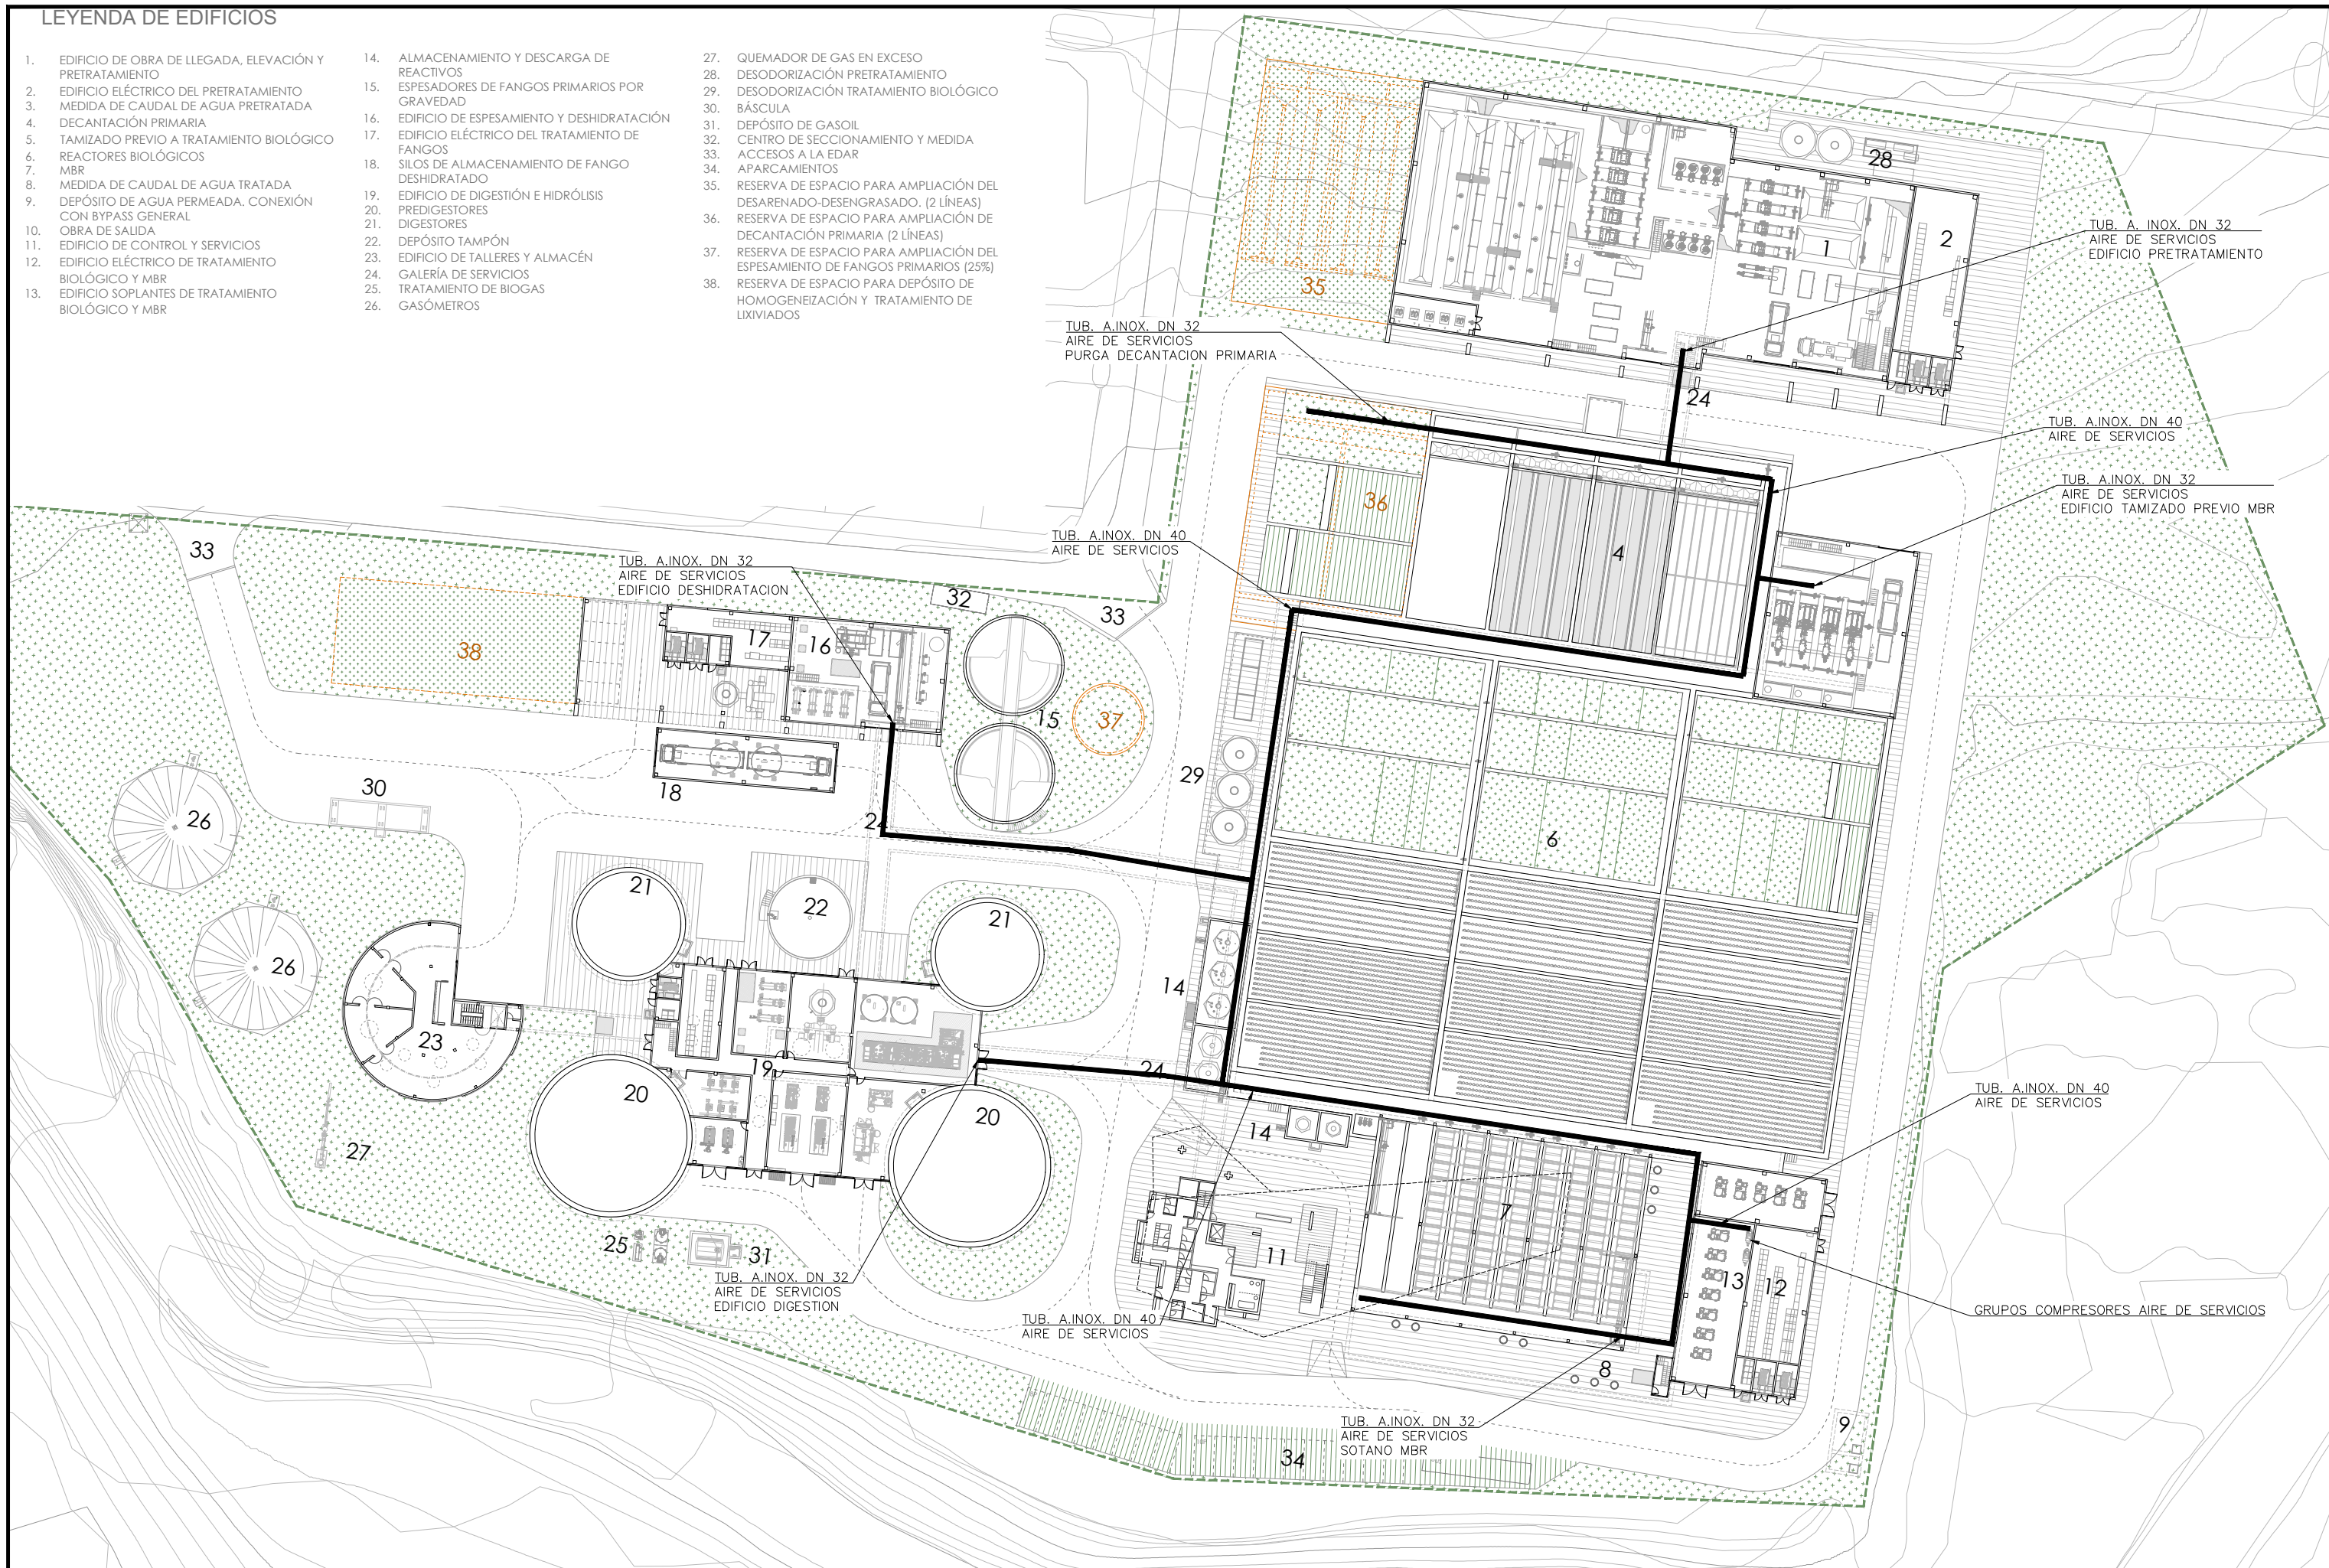 LEYENDA DE EDIFICIOS
1. EDIFICIO DE OBRA DE LLEGADA, ELEVACIÓN Y
PRETRATAMIENTO
2. EDIFICIO ELÉCTRICO DEL PRETRATAMIENTO
3. MEDIDA DE CAUDAL DE AGUA PRETRATADA
4. DECANTACIÓN PRIMARIA
5. TAMIZADO PREVIO A TRATAMIENTO BIOLÓGICO
6. REACTORES BIOLÓGICOS
7. MBR
8. MEDIDA DE CAUDAL DE AGUA TRATADA
9. DEPÓSITO DE AGUA PERMEADA, CONEXIÓN
CON BYPASS GENERAL
10. OBRA DE SALIDA
11. EDIFICIO DE CONTROL Y SERVICIOS
12. EDIFICIO ELÉCTRICO DE TRATAMIENTO
BIOLÓGICO Y MBR
13. EDIFICIO SOPLANTES DE TRATAMIENTO
BIOLÓGICO Y MBR
14. ALMACENAMIENTO Y DESCARGA DE
REACTIVOS
15. ESPESADORES DE FANGOS PRIMARIOS POR
GRAVEDAD
16. EDIFICIO DE ESPESAMIENTO Y DESHIDRATACIÓN
17. EDIFICIO ELÉCTRICO DEL TRATAMIENTO DE
FANGOS
18. SILOS DE ALMACENAMIENTO DE FANGO
DESHIDRATADO
19. EDIFICIO DE DIGESTIÓN E HIDRÓLISIS
20. PREDIGESTORES
21. DIGESTORES
22. DEPÓSITO TAMPÓN
23. EDIFICIO DE TALLERES Y ALMACÉN
24. GALERÍA DE SERVICIOS
25. TRATAMIENTO DE BIOGAS
26. GASÓMETROS
27. QUEMADOR DE GAS EN EXCESO
28. DESODORIZACIÓN PRETRATAMIENTO
29. DESODORIZACIÓN TRATAMIENTO BIOLÓGICO
30. BÁSCULA
31. DEPÓSITO DE GASOIL
32. CENTRO DE SECCIONAMIENTO Y MEDIDA
33. ACCESOS A LA EDAR
34. APARCAMIENTOS
35. RESERVA DE ESPACIO PARA AMPLIACIÓN DEL
DESARENADO-DESENGRASADO. (2 LÍNEAS)
36. RESERVA DE ESPACIO PARA AMPLIACIÓN DE
DECANTACIÓN PRIMARIA (2 LÍNEAS)
37. RESERVA DE ESPACIO PARA AMPLIACIÓN DEL
ESPESAMIENTO DE FANGOS PRIMARIOS (25%)
38. RESERVA DE ESPACIO PARA DEPÓSITO DE
HOMOGENEIZACIÓN Y TRATAMIENTO DE
LIXIVIADOS
28
2
1
35
TUB. A. INOX. DN 32
AIRE DE SERVICIOS
EDIFICIO PRETRATAMIENTO
TUB. A.INOX. DN 32
AIRE DE SERVICIOS
PURGA DECANTACION PRIMARIA
24
TUB. A.INOX. DN 40
AIRE DE SERVICIOS
TUB. A.INOX. DN 32
AIRE DE SERVICIOS
EDIFICIO TAMIZADO PREVIO MBR
36
4
TUB. A.INOX. DN 40
AIRE DE SERVICIOS
33
TUB. A.INOX. DN 32
AIRE DE SERVICIOS
EDIFICIO DESHIDRATACION
32
33
38
17
16
15
37
18
30
29
26
24
6
21
22
21
26
14
23
19
24
20
20
27
14
TUB. A.INOX. DN 40
AIRE DE SERVICIOS
25
31
11
7
13
12
TUB. A.INOX. DN 32
AIRE DE SERVICIOS
EDIFICIO DIGESTION
GRUPOS COMPRESORES AIRE DE SERVICIOS
TUB. A.INOX. DN 40
AIRE DE SERVICIOS
8
TUB. A.INOX. DN 32
AIRE DE SERVICIOS
SOTANO MBR
9
34